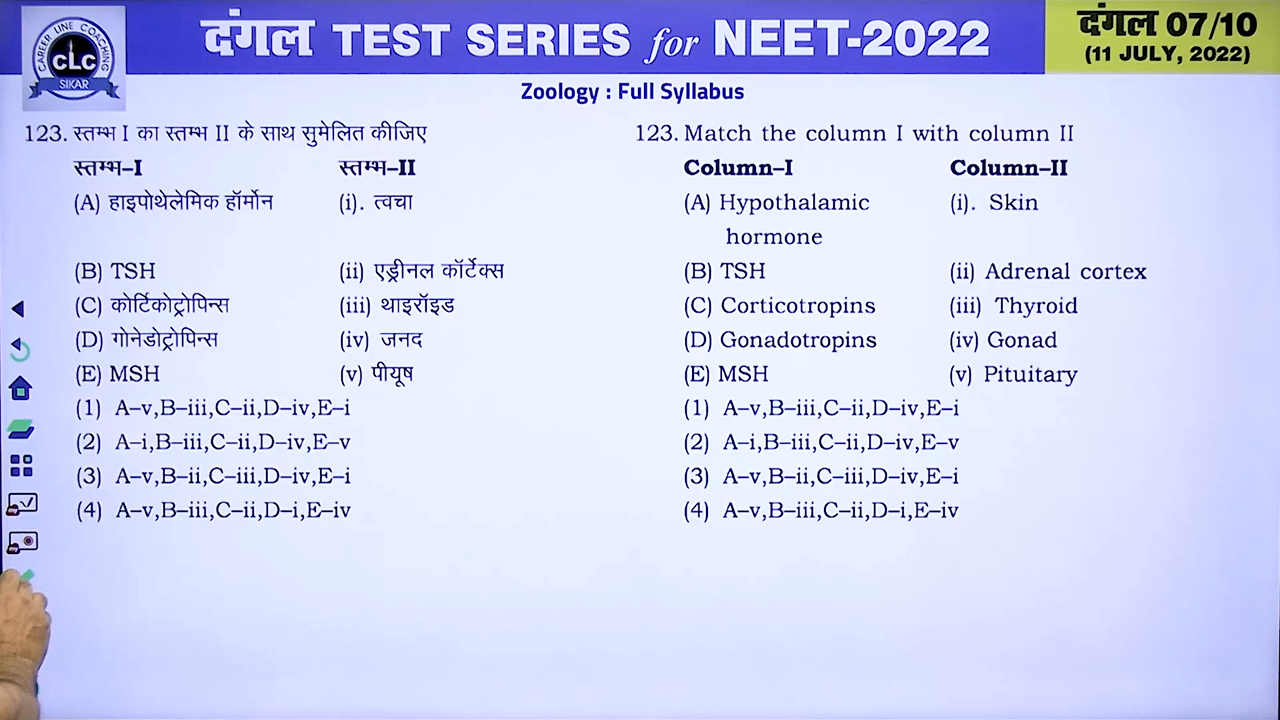 CAREER LINE COACHING
CLC
SIKAR
दंगल TEST SERIES for NEET-2022
दंगल 07/10
(11 JULY, 2022)
Zoology : Full Syllabus
123. स्तम्भ I का स्तम्भ II के साथ सुमेलित कीजिए
स्तम्भ–I स्तम्भ–II
(A) हाइपोथेलेमिक हॉर्मोन (i). त्वचा
(B) TSH (ii) एड्रीनल कॉर्टेक्स
(C) कोर्टिकोट्रोपिन्स (iii) थाइरॉइड
(D) गोनेडोट्रोपिन्स (iv) जनद
(E) MSH (v) पीयूष
(1) A–v,B–iii,C–ii,D–iv,E–i
(2) A–i,B–iii,C–ii,D–iv,E–v
(3) A–v,B–ii,C–iii,D–iv,E–i
(4) A–v,B–iii,C–ii,D–i,E–iv
123. Match the column I with column II
Column–I Column–II
(A) Hypothalamic (i). Skin
hormone
(B) TSH (ii) Adrenal cortex
(C) Corticotropins (iii) Thyroid
(D) Gonadotropins (iv) Gonad
(E) MSH (v) Pituitary
(1) A–v,B–iii,C–ii,D–iv,E–i
(2) A–i,B–iii,C–ii,D–iv,E–v
(3) A–v,B–ii,C–iii,D–iv,E–i
(4) A–v,B–iii,C–ii,D–i,E–iv